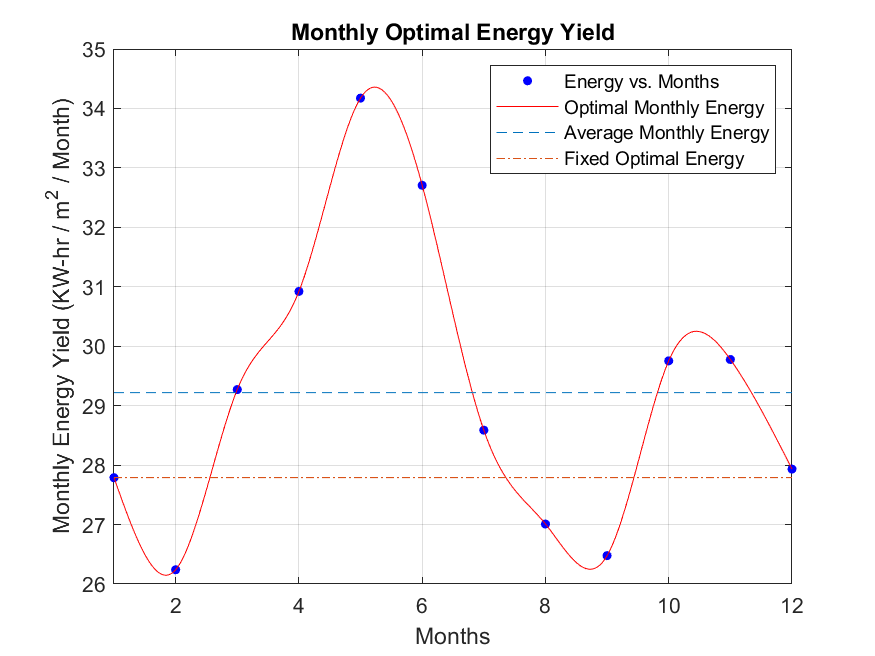 Monthly Optimal Energy Yield
Monthly Energy Yield (KW-hr / m² / Month)
35
34
33
32
31
30
29
28
27
26
Energy vs. Months
Optimal Monthly Energy
Average Monthly Energy
Fixed Optimal Energy
2
4
6
8
10
12
Months